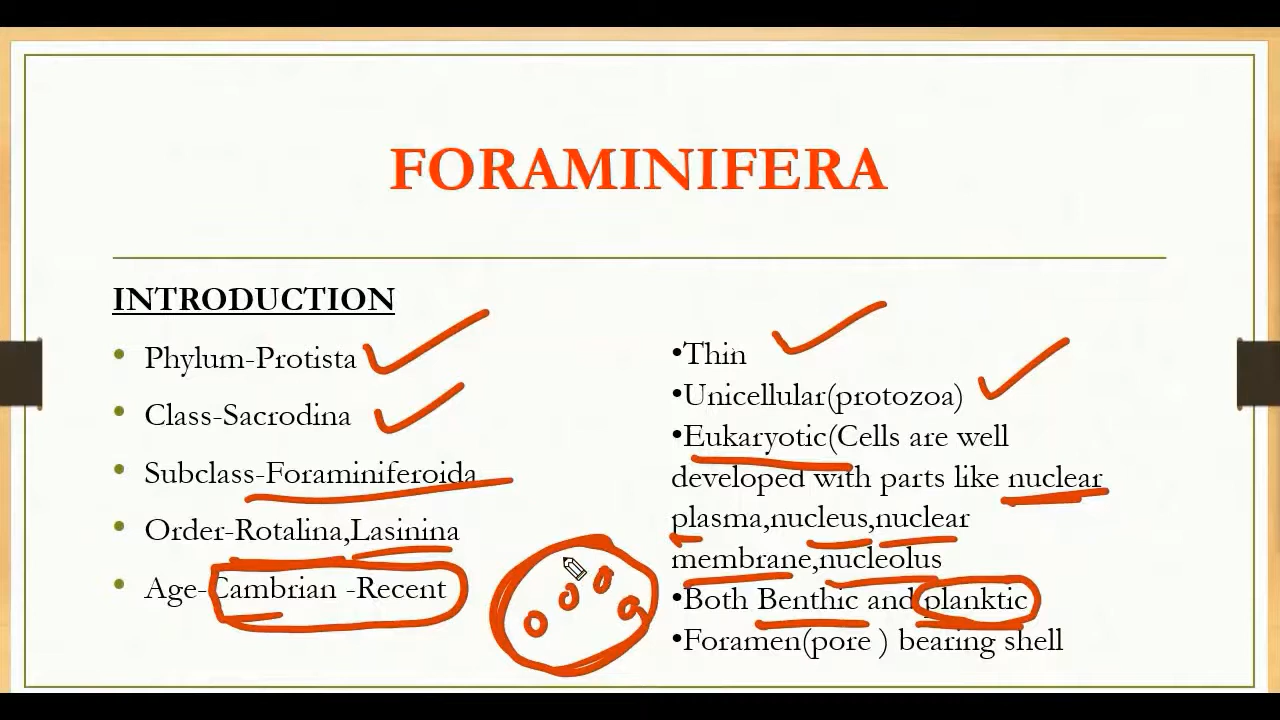 FORAMINIFERA
INTRODUCTION
• Phylum-Protista
• Class-Sacrodina
• Subclass-Foraminiferoida
• Order-Rotalina,Lasinina
• Age-Cambrian -Recent
•Thin
•Unicellular(protozoa)
•Eukaryotic(Cells are well
developed with parts like nuclear
plasma,nucleus,nuclear
membrane,nucleolus
•Both Benthic and planktic
•Foramen(pore ) bearing shell